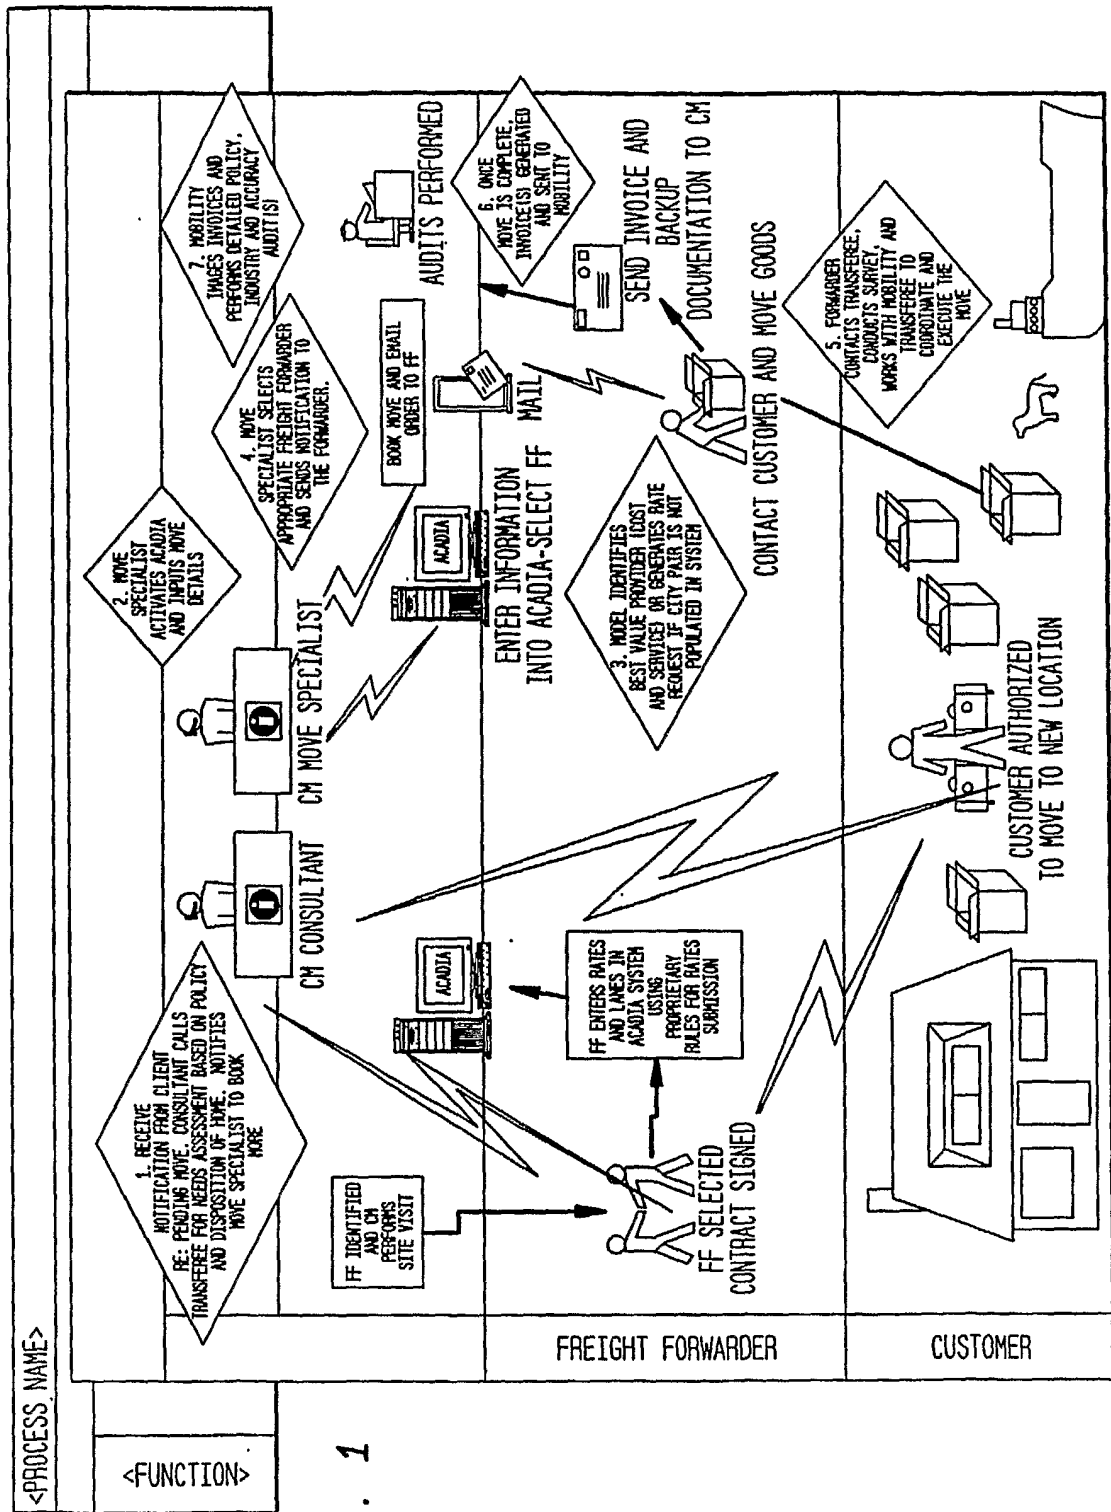 <PROCESS NAME>
<FUNCTION>
1. RECEIVE
NOTIFICATION FROM CLIENT
RE: PENDING MOVE. CONSULTANT CALLS
TRANSFEREE FOR NEEDS ASSESSMENT BASED ON POLICY
AND DISPOSITION OF HOME. NOTIFIES
MOVE SPECIALIST TO BOOK
MORE
2. MOVE
SPECIALIST
ACTIVATES ACADIA
AND INPUTS MOVE
DETAILS
4. MOVE
SPECIALIST SELECTS
APPROPRIATE FREIGHT FORWARDER
AND SENDS NOTIFICATION TO
THE FORWARDER.
7. MOBILITY
IMAGES INVOICES AND
PERFORMS DETAILED POLICY,
INDUSTRY AND ACCURACY
AUDIT(S)
CM CONSULTANT
CM MOVE SPECIALIST
FF IDENTIFIED
AND CM
PERFORMS
SITE VISIT
ACADIA
ACADIA
BOOK MOVE AND EMAIL
ORDER TO FF
AUDITS PERFORMED
FREIGHT FORWARDER
ENTER INFORMATION
INTO ACADIA-SELECT FF
MAIL
6. ONCE
MOVE IS COMPLETE,
INVOICE(S) GENERATED
AND SENT TO
MOBILITY
FF ENTERS RATES
AND LANES IN
ACADIA SYSTEM
USING
PROPRIETARY
RULES FOR RATES
SUBMISSION
3. MODEL IDENTIFIES
BEST VALUE PROVIDER (COST
AND SERVICE) OR GENERATES RATE
REQUEST IF CITY PAIR IS NOT
POPULATED IN SYSTEM
SEND INVOICE AND
BACKUP
DOCUMENTATION TO CM
FF SELECTED
CONTRACT SIGNED
CONTACT CUSTOMER AND MOVE GOODS
5. FORWARDER
CONTACTS TRANSFEREE,
CONDUCTS SURVEY,
WORKS WITH MOBILITY AND
TRANSFEREE TO
COORDINATE AND
EXECUTE THE
MOVE
CUSTOMER
CUSTOMER AUTHORIZED
TO MOVE TO NEW LOCATION
. 1